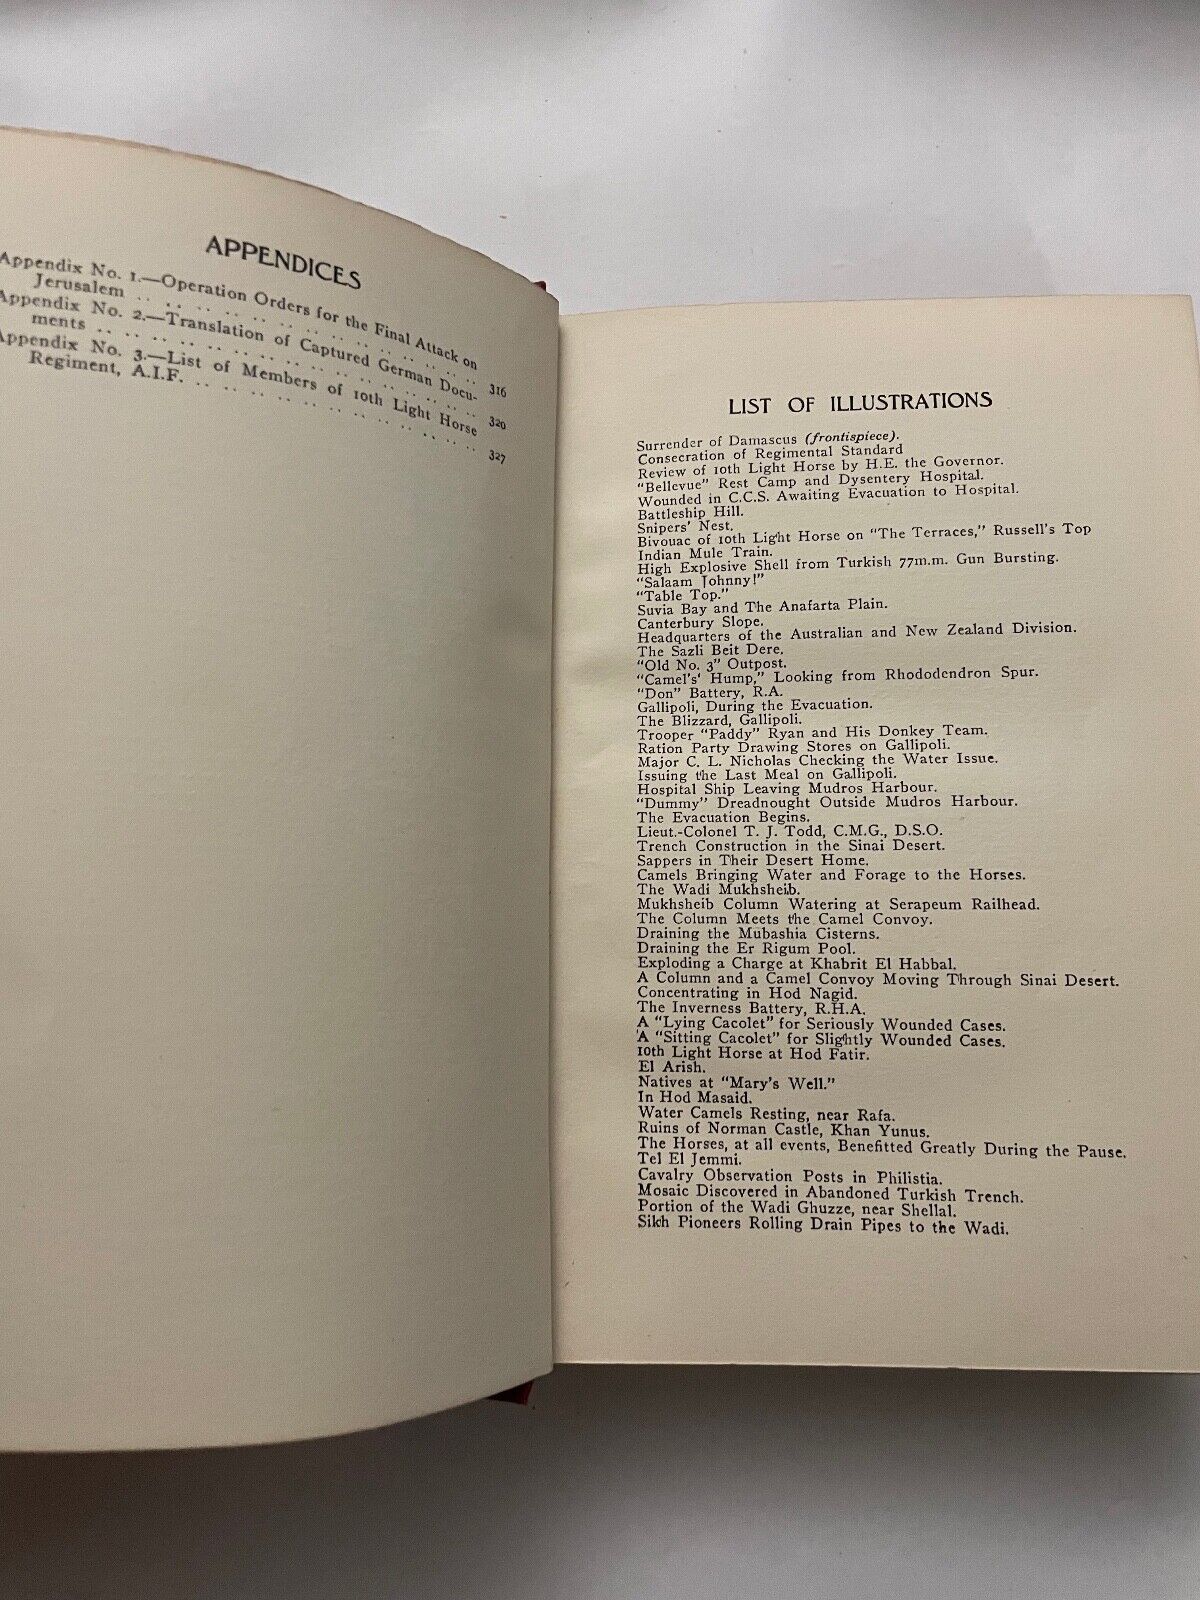 APPENDICES
Appendix No. 1.—Operation Orders for the Final Attack on
Jerusalem .. .. .. .. .. .. .. .. .. .. .. .. 316
Appendix No. 2.—Translation of Captured German Docu-
ments .. .. .. .. .. .. .. .. .. .. .. .. .. 320
Appendix No. 3.—List of Members of 10th Light Horse
Regiment, A.I.F. .. .. .. .. .. .. .. .. .. .. 327
LIST OF ILLUSTRATIONS
Surrender of Damascus (frontispiece).
Consecration of Regimental Standard
Review of 10th Light Horse by H.E. the Governor.
"Bellevue" Rest Camp and Dysentery Hospital.
Wounded in C.C.S. Awaiting Evacuation to Hospital.
Battleship Hill.
Snipers' Nest.
Bivouac of 10th Light Horse on "The Terraces," Russell's Top
Indian Mule Train.
High Explosive Shell from Turkish 77m.m. Gun Bursting.
"Salaam Johnny!"
"Table Top."
Suvia Bay and The Anafarta Plain.
Canterbury Slope.
Headquarters of the Australian and New Zealand Division.
The Sazli Beit Dere.
"Old No. 3" Outpost.
"Camel's' Hump," Looking from Rhododendron Spur.
"Don" Battery, R.A.
Gallipoli, During the Evacuation.
The Blizzard, Gallipoli.
Trooper "Paddy" Ryan and His Donkey Team.
Ration Party Drawing Stores on Gallipoli.
Major C. L. Nicholas Checking the Water Issue.
Issuing the Last Meal on Gallipoli.
Hospital Ship Leaving Mudros Harbour.
"Dummy" Dreadnought Outside Mudros Harbour.
The Evacuation Begins.
Lieut.-Colonel T. J. Todd, C.M.G., D.S.O.
Trench Construction in the Sinai Desert.
Sappers in Their Desert Home.
Camels Bringing Water and Forage to the Horses.
The Wadi Mukhsheib.
Mukhsheib Column Watering at Serapeum Railhead.
The Column Meets the Camel Convoy.
Draining the Mubashia Cisterns.
Draining the Er Rigum Pool.
Exploding a Charge at Khabrit El Habbal.
A Column and a Camel Convoy Moving Through Sinai Desert.
Concentrating in Hod Nagid.
The Inverness Battery, R.H.A.
A "Lying Cacolet" for Seriously Wounded Cases.
A "Sitting Cacolet" for Slightly Wounded Cases.
10th Light Horse at Hod Fatir.
El Arish.
Natives at "Mary's Well."
In Hod Masaid.
Water Camels Resting, near Rafa.
Ruins of Norman Castle, Khan Yunus.
The Horses, at all events, Benefitted Greatly During the Pause.
Tel El Jemmi.
Cavalry Observation Posts in Philistia.
Mosaic Discovered in Abandoned Turkish Trench.
Portion of the Wadi Ghuzze, near Shellal.
Sikh Pioneers Rolling Drain Pipes to the Wadi.